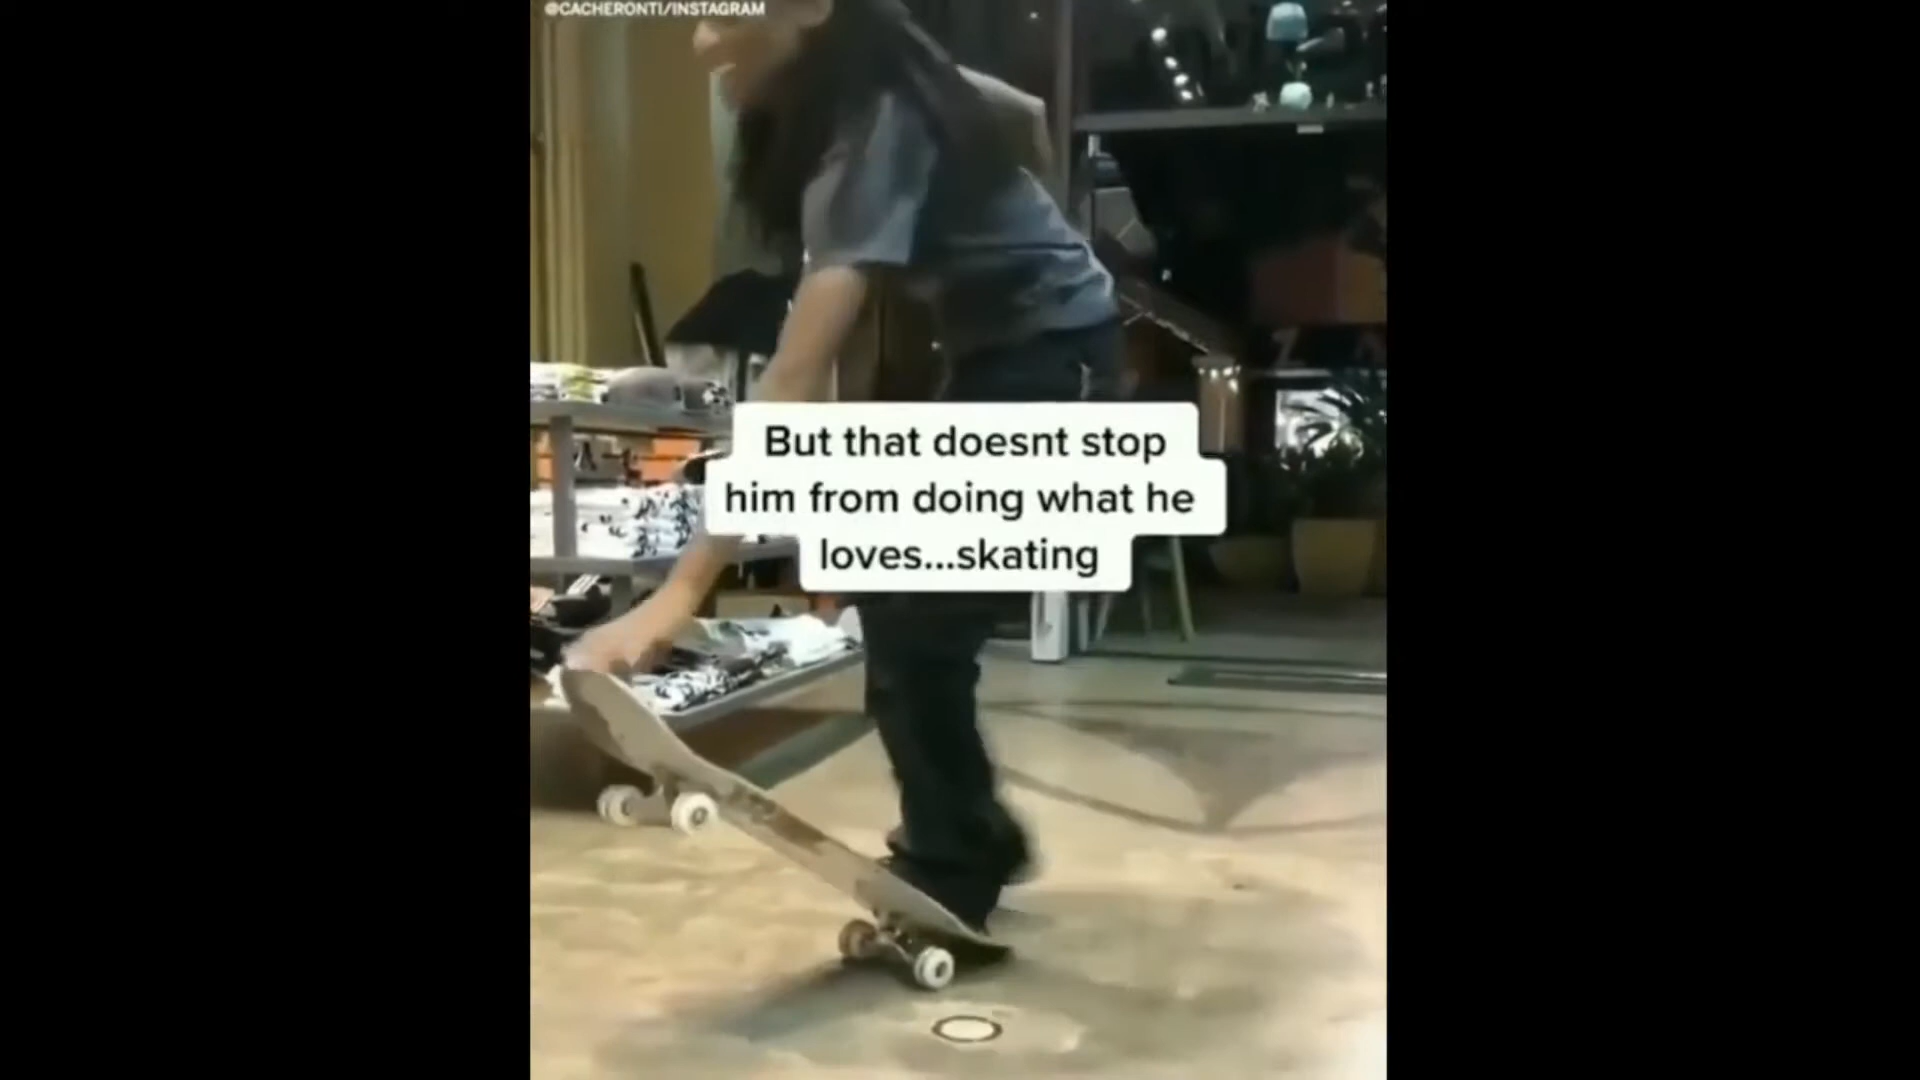 @CACHERONTI/INSTAGRAM
But that doesnt stop
him from doing what he
loves...skating